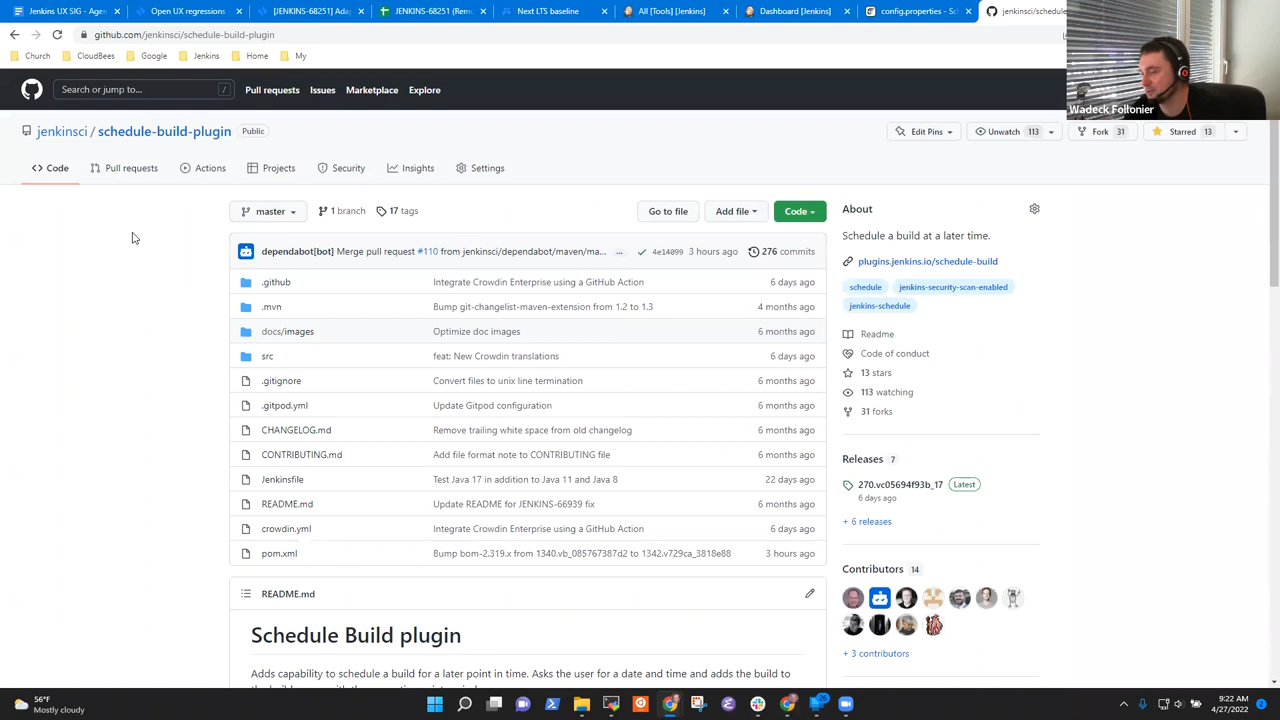 Jenkins UX SIG - Agen
Open UX regressions
[JENKINS-68251] Ada
JENKINS-68251 (Rem
Next LTS baseline
All [Tools] [Jenkins]
Dashboard [Jenkins]
config.properties - Sch
jenkinsci/schedule
github.com/jenkinsci/schedule-build-plugin
Church
CloudBees
Google
Jenkins
Home
My
Wadeck Follonier
Search or jump to...
/
Pull requests
Issues
Marketplace
Explore
jenkinsci / schedule-build-plugin
Public
Edit Pins
Unwatch 113
Fork 31
Starred 13
Code
Pull requests
Actions
Projects
Security
Insights
Settings
master
1 branch
17 tags
Go to file
Add file
Code
About
Schedule a build at a later time.
dependabot[bot] Merge pull request #110 from jenkinsci/dependabot/maven/ma... ... 4e14099 3 hours ago 276 commits
plugins.jenkins.io/schedule-build
.github Integrate Crowdin Enterprise using a GitHub Action 6 days ago
schedule
jenkins-security-scan-enabled
jenkins-schedule
.mvn Bump git-changelist-maven-extension from 1.2 to 1.3 4 months ago
docs/images Optimize doc images 6 months ago
Readme
src feat: New Crowdin translations 6 days ago
Code of conduct
13 stars
.gitignore Convert files to unix line termination 6 months ago
113 watching
.gitpod.yml Update Gitpod configuration 6 months ago
31 forks
CHANGELOG.md Remove trailing white space from old changelog 6 months ago
CONTRIBUTING.md Add file format note to CONTRIBUTING file 6 months ago
Releases 7
Jenkinsfile Test Java 17 in addition to Java 11 and Java 8 22 days ago
270.vc05694f93b_17 Latest
6 days ago
README.md Update README for JENKINS-66939 fix 6 months ago
+ 6 releases
crowdin.yml Integrate Crowdin Enterprise using a GitHub Action 6 days ago
pom.xml Bump bom-2.319.x from 1340.vb_085767387d2 to 1342.v729ca_3818e88 3 hours ago
Contributors 14
README.md
Schedule Build plugin
+ 3 contributors
Adds capability to schedule a build for a later point in time. Asks the user for a date and time and adds the build to
56°F
Mostly cloudy
9:22 AM
4/27/2022